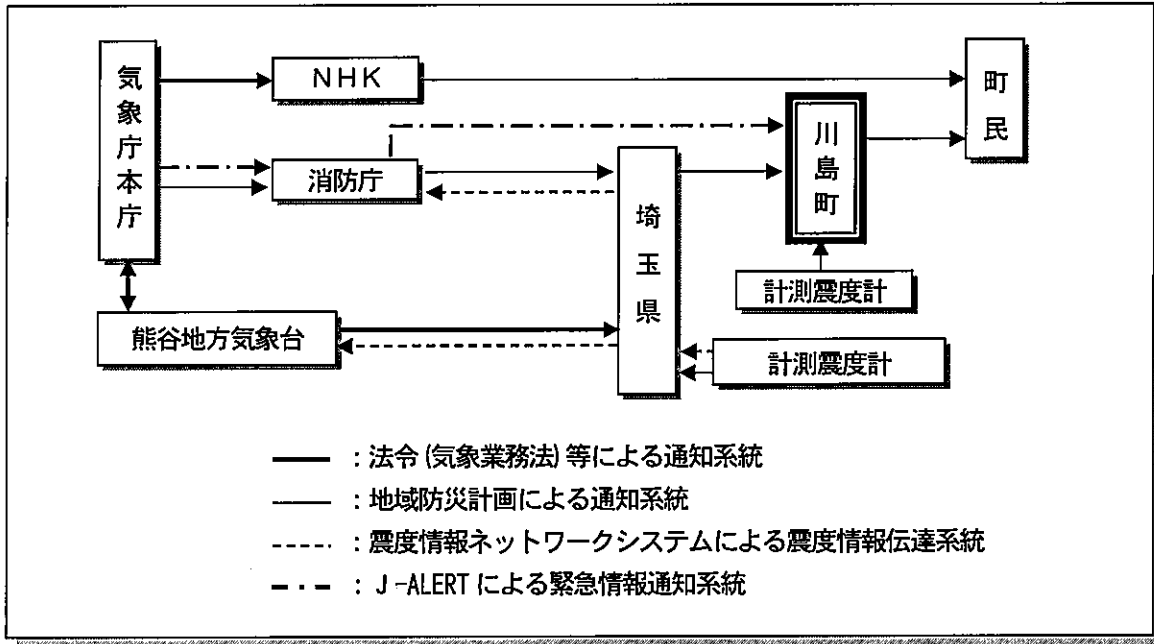 気象庁本庁
NHK
町民
川島町
消防庁
埼玉県
計測震度計
熊谷地方気象台
計測震度計
：法令(気象業務法)等による通知系統
：地域防災計画による通知系統
：震度情報ネットワークシステムによる震度情報伝達系統
：J-ALERTによる緊急情報通知系統